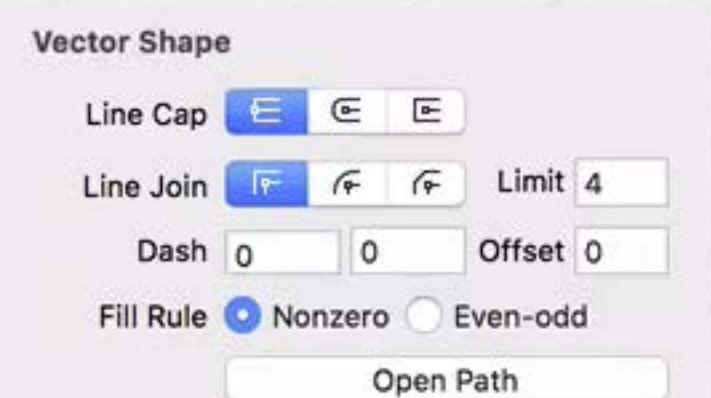 Vector Shape
Line Cap
Line Join Limit 4
Dash 0 0 Offset 0
Fill Rule Nonzero Even-odd
Open Path